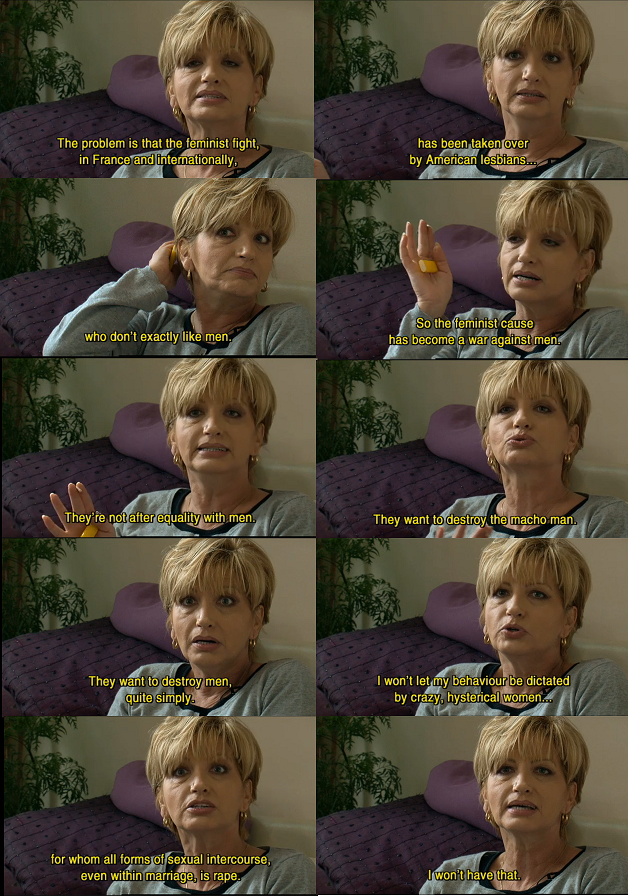 The problem is that the feminist fight,
in France and internationally,
has been taken over
by American lesbians...
who don't exactly like men.
So the feminist cause
has become a war against men.
They're not after equality with men.
They want to destroy the macho man.
They want to destroy men,
quite simply.
I won't let my behaviour be dictated
by crazy, hysterical women...
for whom all forms of sexual intercourse,
even within marriage, is rape.
I won't have that.